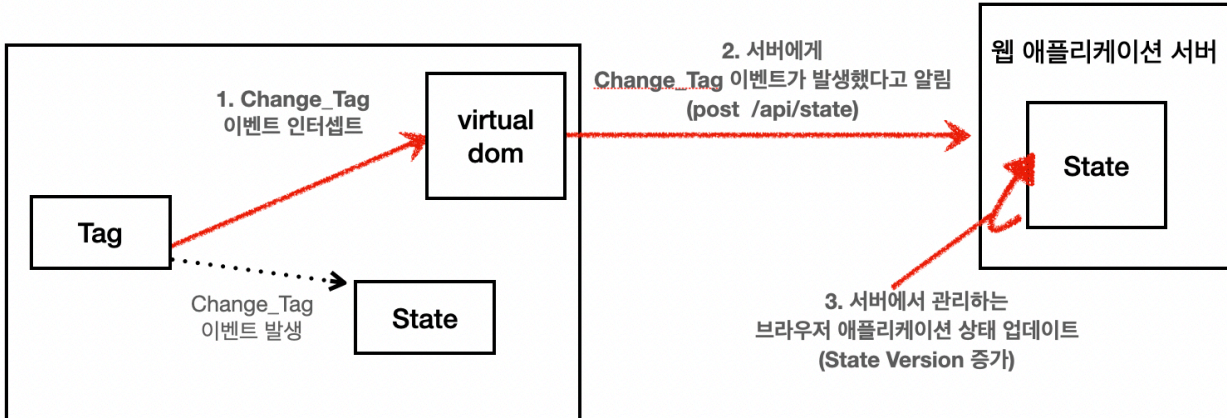 1. Change_Tag
이벤트 인터셉트
virtual
dom
Tag
Change_Tag
이벤트 발생
State
2. 서버에게
Change_Tag 이벤트가 발생했다고 알림
(post /api/state)
웹 애플리케이션 서버
State
3. 서버에서 관리하는
브라우저 애플리케이션 상태 업데이트
(State Version 증가)